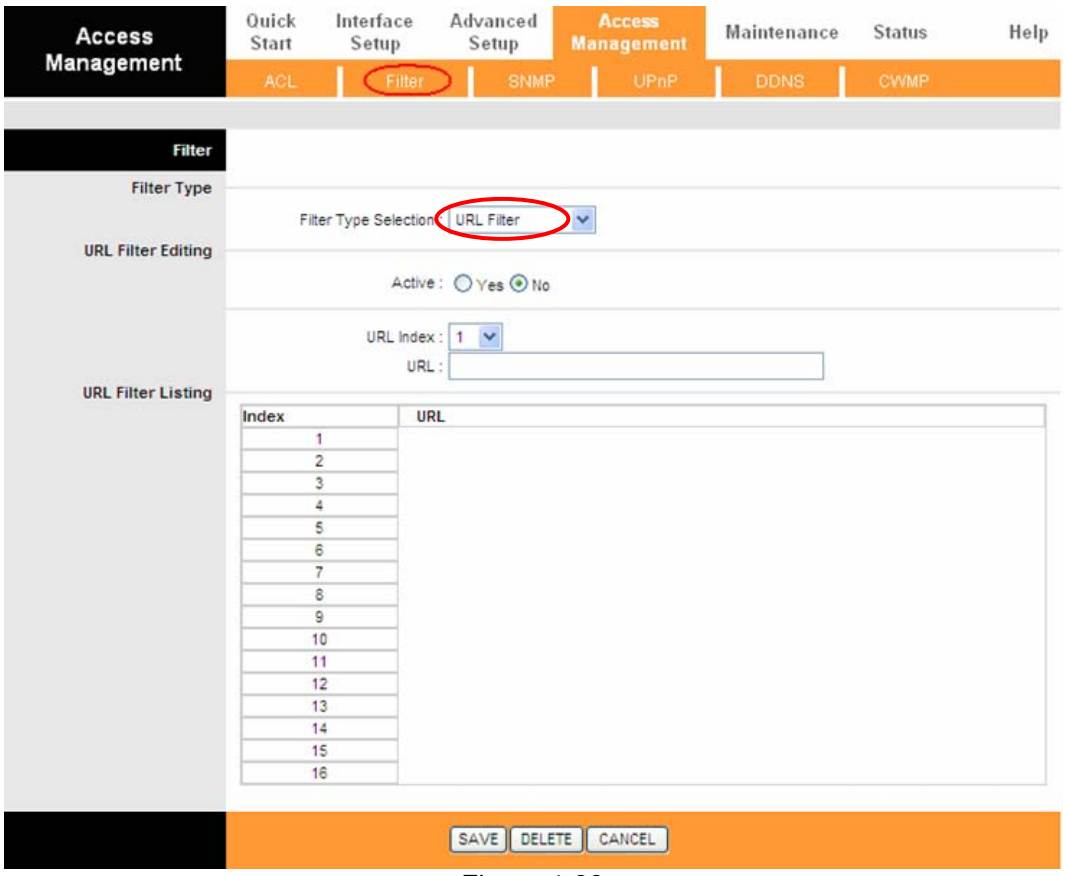 Access Management
Quick Start
Interface Setup
Advanced Setup
Access Management
Maintenance
Status
Help
ACL
Filter
SNMP
UPnP
DDNS
CWMP
Filter
Filter Type
Filter Type Selection : URL Filter
URL Filter Editing
Active : Yes No
URL Index : 1
URL :
URL Filter Listing
Index URL
1
2
3
4
5
6
7
8
9
10
11
12
13
14
15
16
SAVE DELETE CANCEL